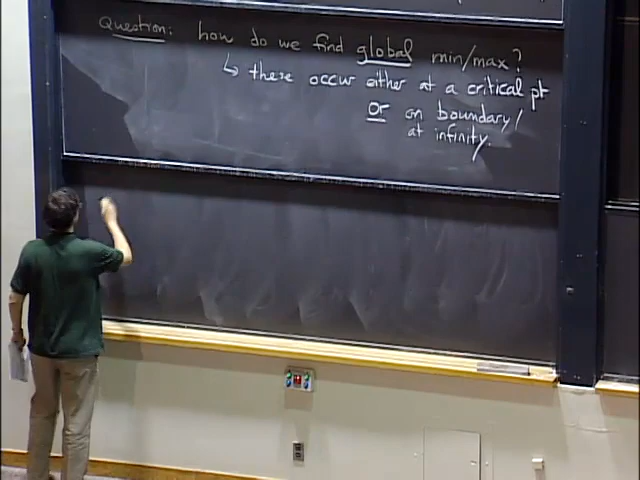 Question: how do we find global min/max?
↳ these occur either at a critical pt
or on boundary/
at infinity.